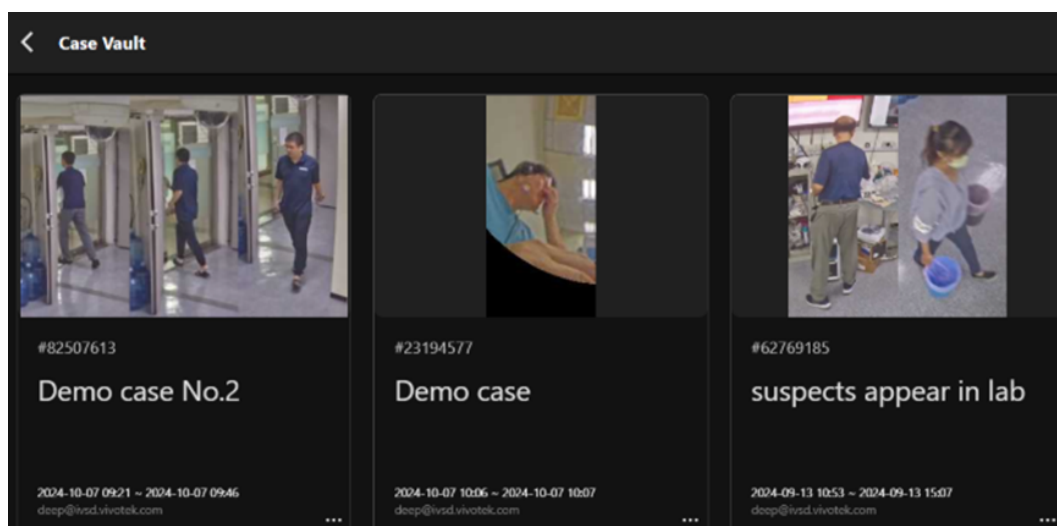 Case Vault
#82507613
Demo case No.2
2024-10-07 09:21 ~ 2024-10-07 09:46
deep@ivsd.vivotek.com
#23194577
Demo case
2024-10-07 10:06 ~ 2024-10-07 10:07
deep@ivsd.vivotek.com
#62769185
suspects appear in lab
2024-09-13 10:53 ~ 2024-09-13 15:07
deep@ivsd.vivotek.com